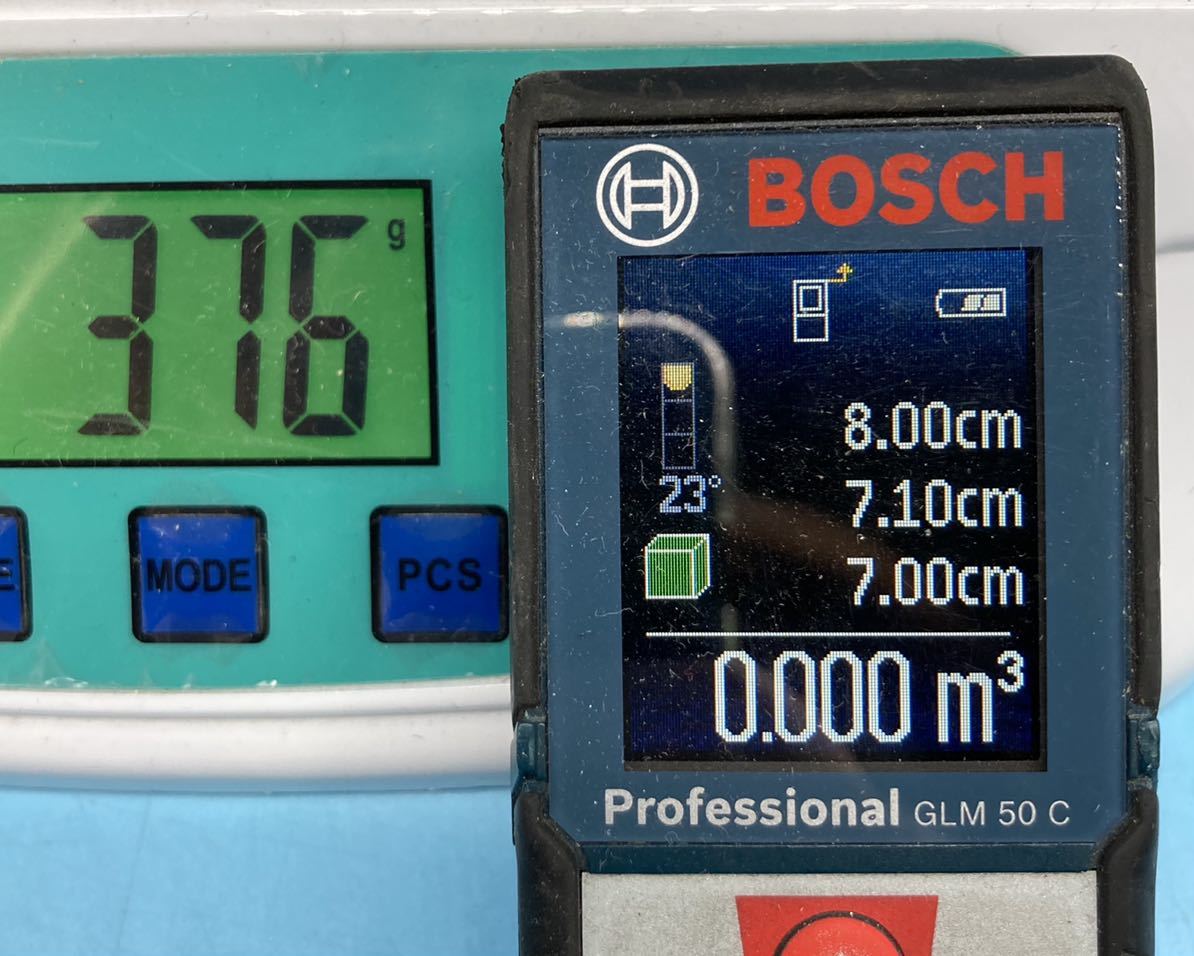 376 g
E MODE PCS
BOSCH
8.00cm
23°
7.10cm
7.00cm
0.000 m³
Professional GLM 50 C